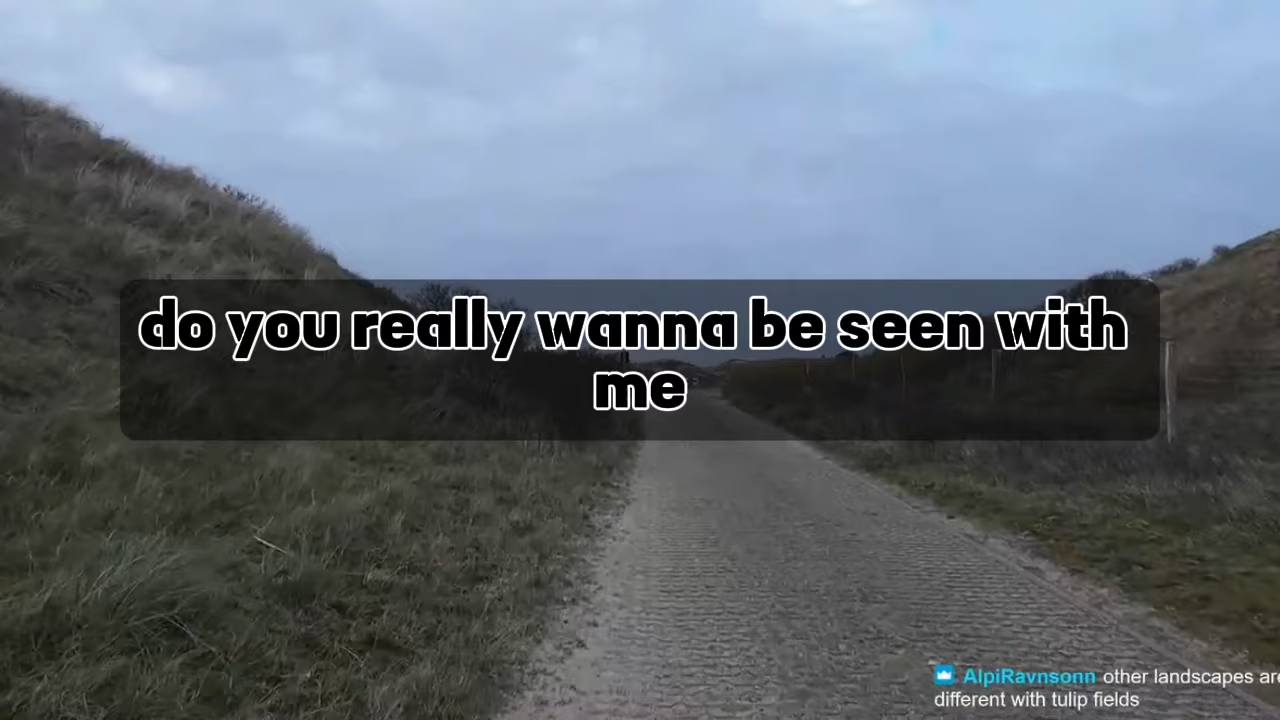 do you really wanna be seen with
me
AlpiRavnsonn other landscapes are
different with tulip fields